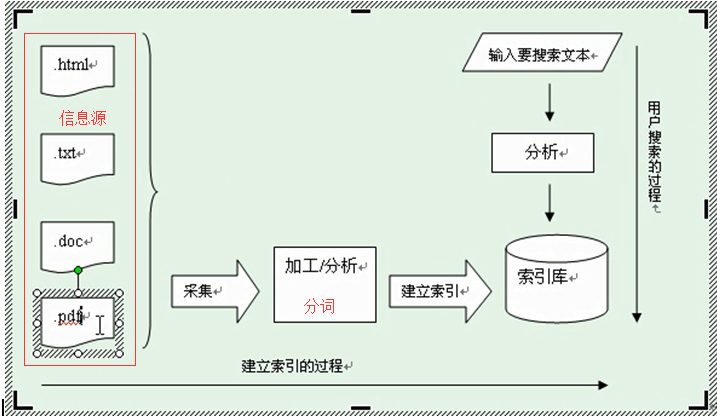 .html
信息源
.txt
.doc
.pdf
采集
加工/分析
分词
建立索引
索引库
输入要搜索文本
分析
用户搜索的过程
建立索引的过程